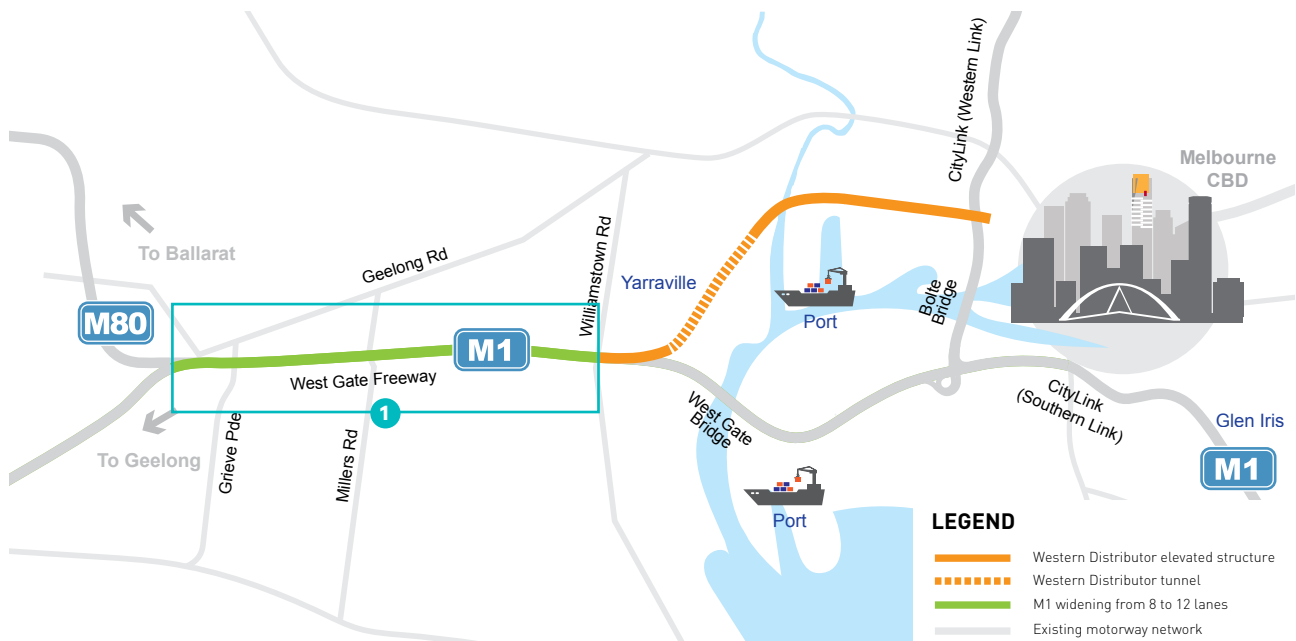 CityLink (Western Link)
Melbourne
CBD
To Ballarat
Geelong Rd
Williamstown Rd
Yarraville
Port
Bolte
Bridge
M80
M1
West Gate Freeway
1
To Geelong
Grieve Pde
Millers Rd
West Gate
Bridge
CityLink
(Southern Link)
Glen Iris
M1
Port
LEGEND
Western Distributor elevated structure
Western Distributor tunnel
M1 widening from 8 to 12 lanes
Existing motorway network